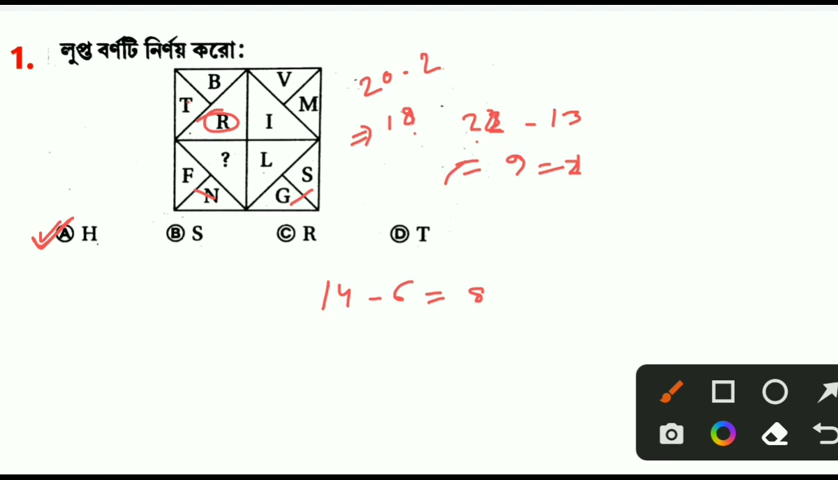 1. লুপ্ত বর্ণটি নির্ণয় করো:
B V
T M
R I
? L
F S
N G
20 - 2
⇒ 18
22 - 13
= 9 =
Ⓐ H Ⓑ S Ⓒ R Ⓓ T
14 - 6 = 8